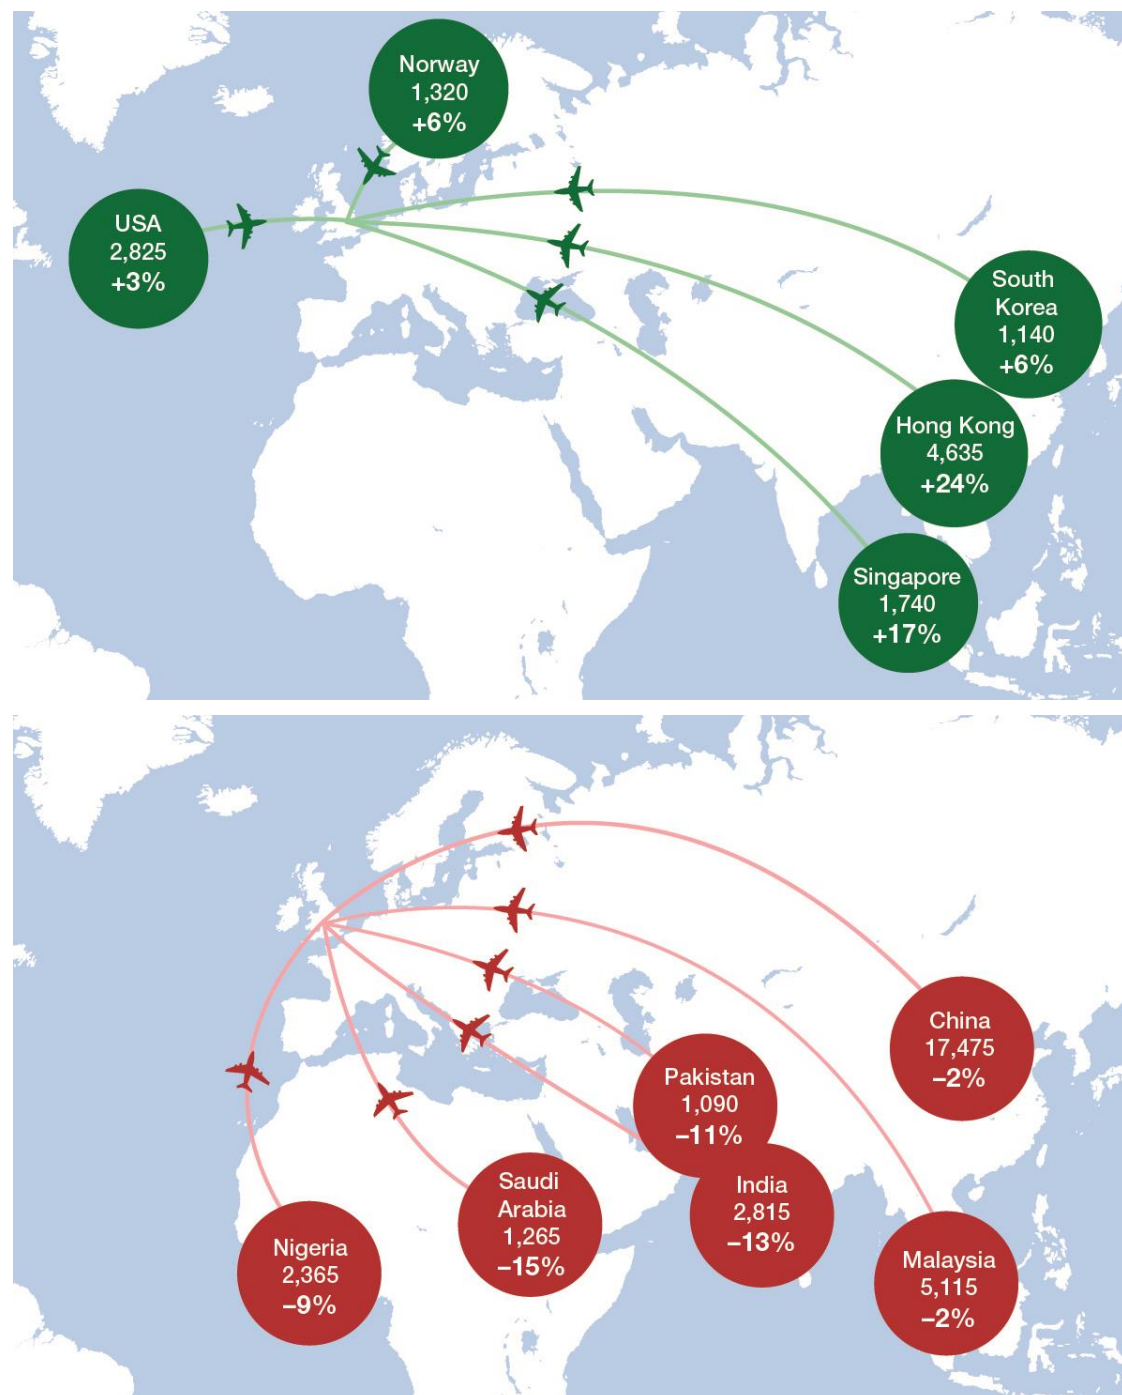 Norway
1,320
+6%
USA
2,825
+3%
South
Korea
1,140
+6%
Hong Kong
4,635
+24%
Singapore
1,740
+17%
China
17,475
–2%
Pakistan
1,090
–11%
India
2,815
–13%
Saudi
Arabia
1,265
–15%
Nigeria
2,365
–9%
Malaysia
5,115
–2%